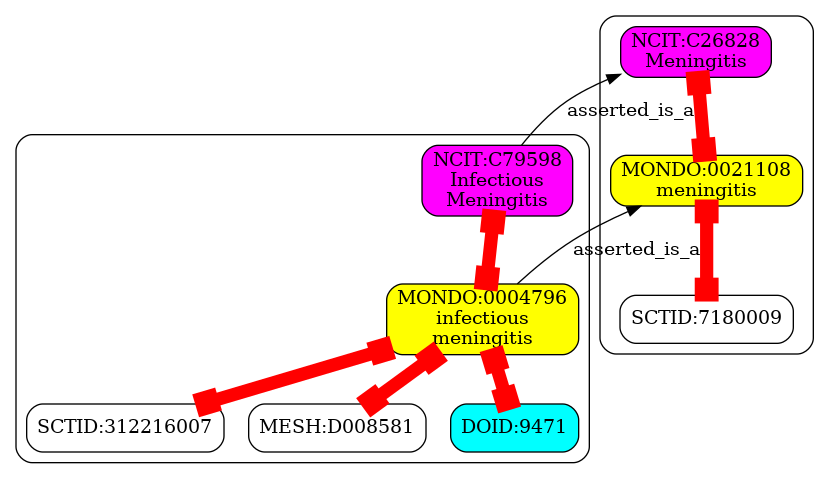 NCIT:C26828
Meningitis
asserted_is_a
NCIT:C79598
Infectious
Meningitis
MONDO:0021108
meningitis
asserted_is_a
MONDO:0004796
infectious
meningitis
SCTID:7180009
SCTID:312216007
MESH:D008581
DOID:9471